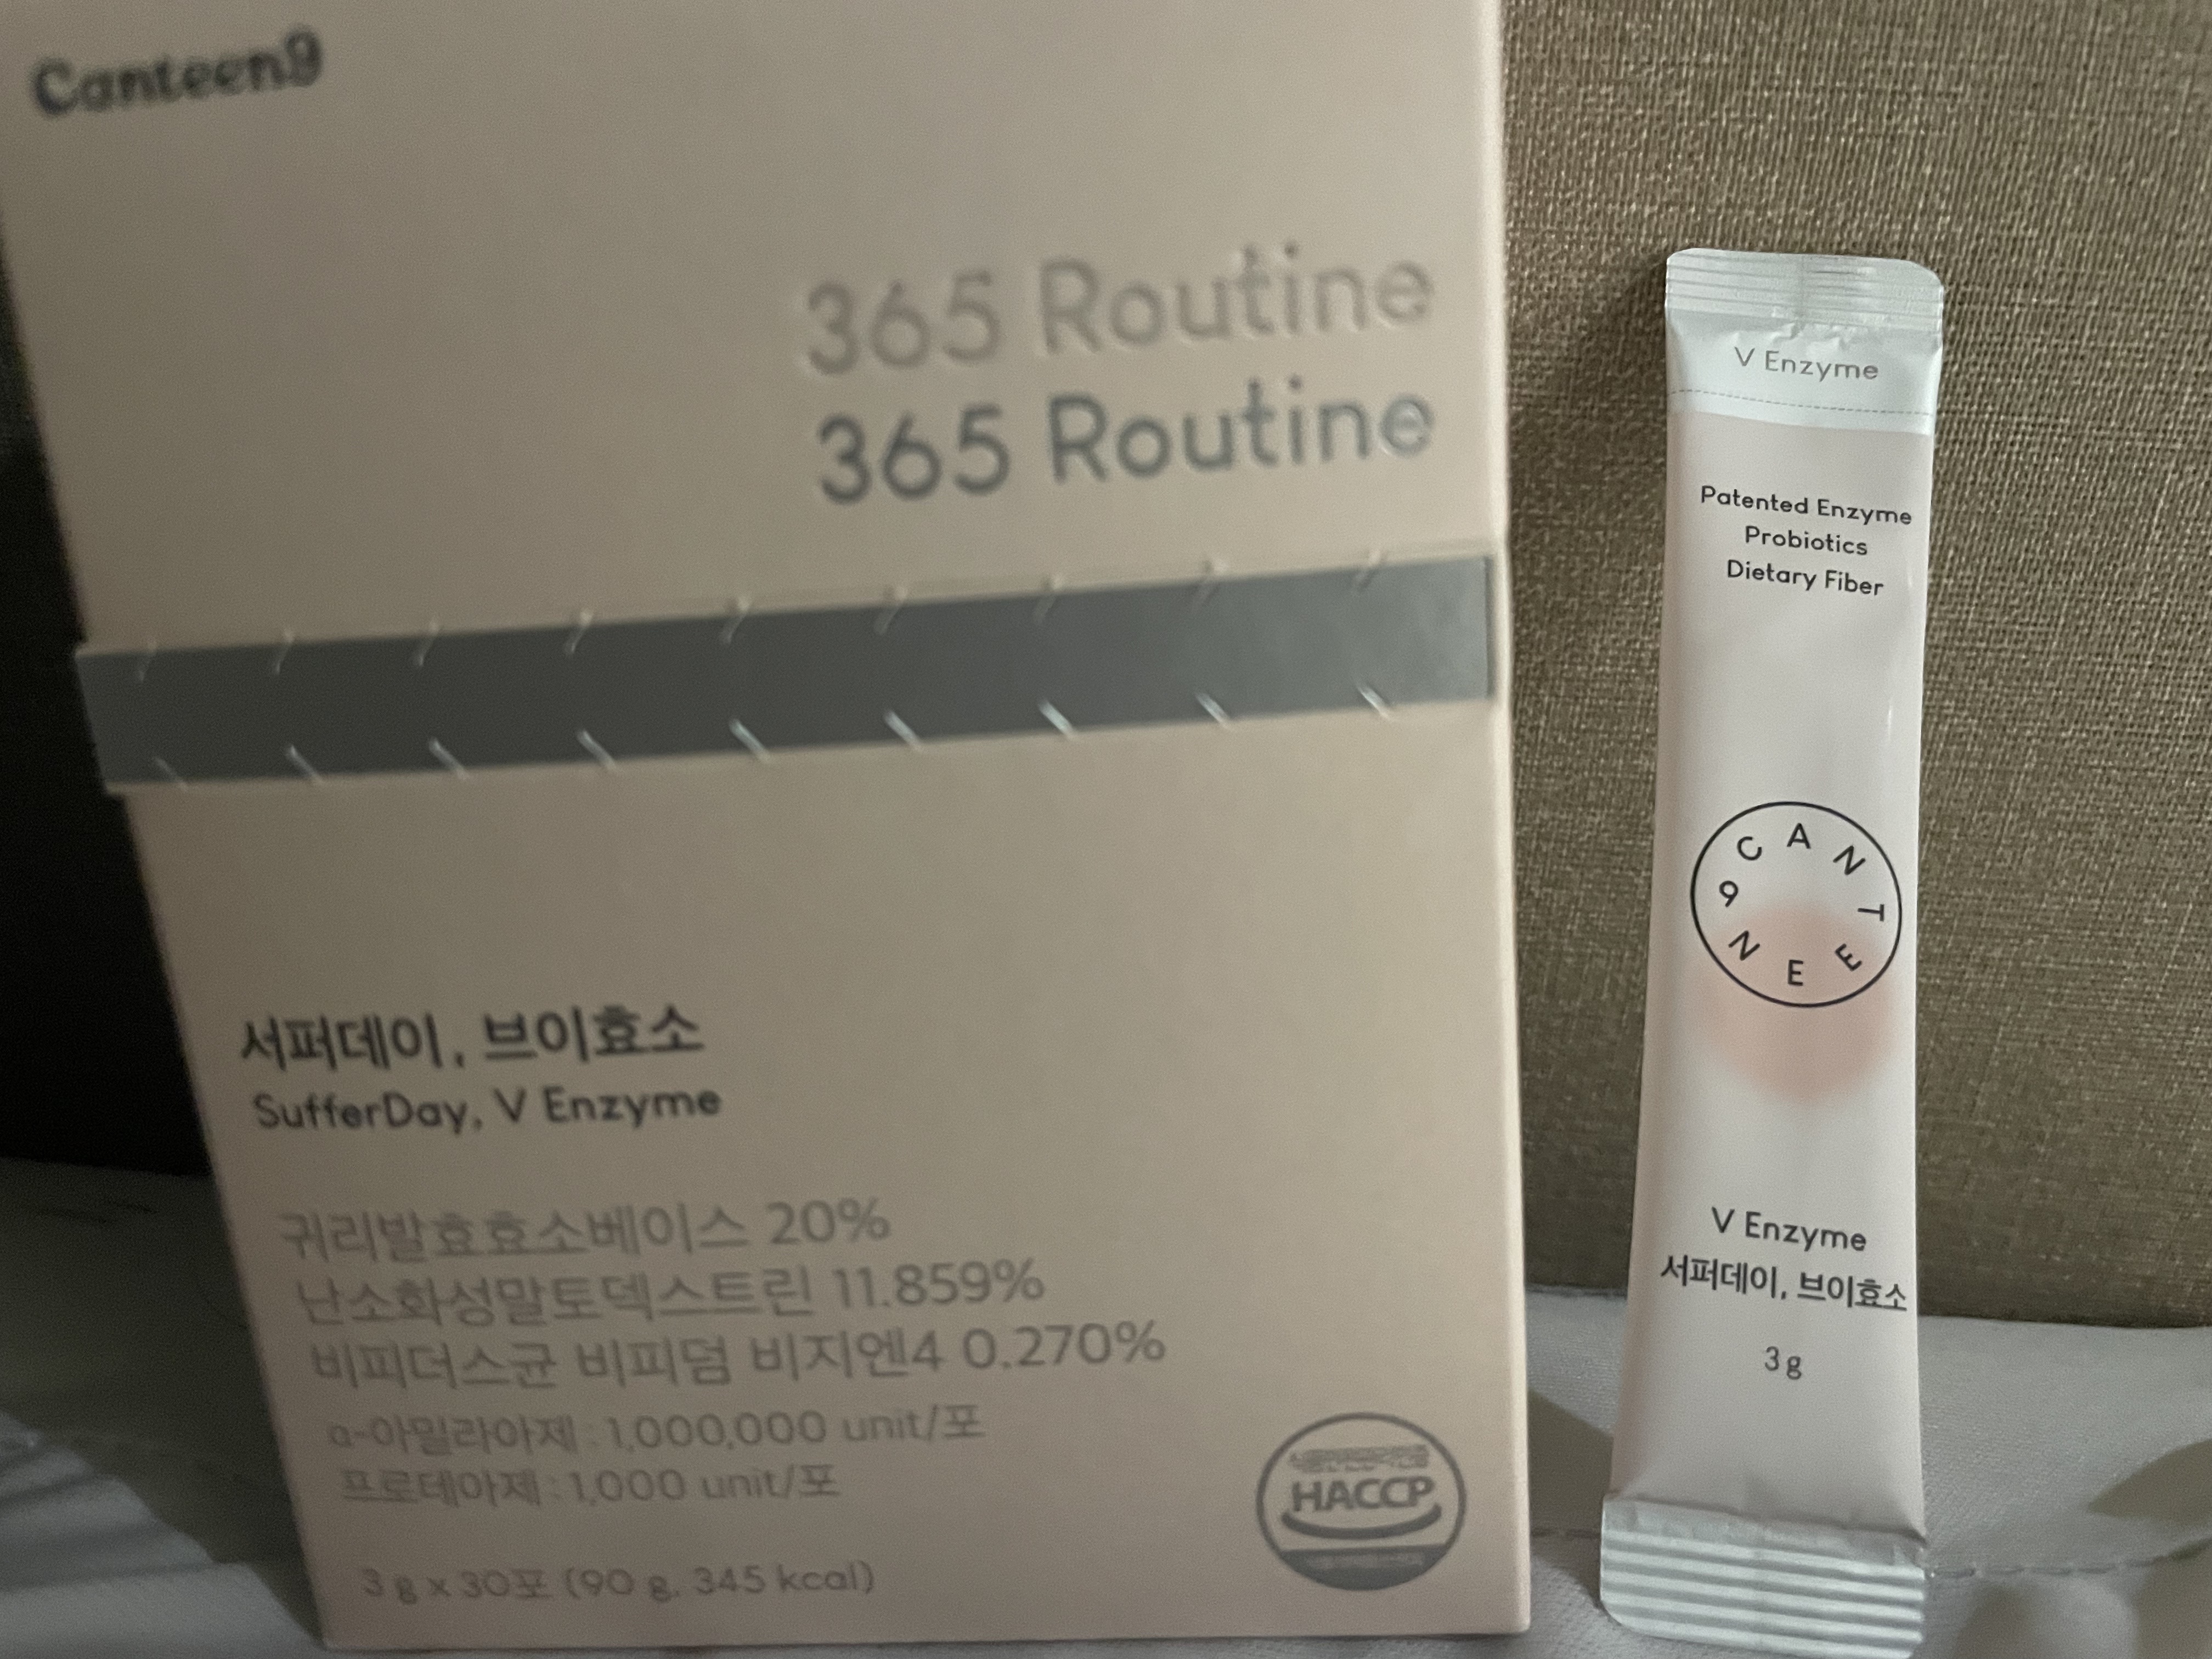 Canteen9
365 Routine
365 Routine
서퍼데이, 브이효소
SufferDay, V Enzyme
귀리발효효소베이스 20%
난소화성말토덱스트린 11.859%
비피더스균 비피덤 비지엔4 0.270%
α-아밀라아제 : 1,000,000 unit/포
프로테아제 : 1,000 unit/포
3 g x 30포 (90 g, 345 kcal)
HACCP
V Enzyme
Patented Enzyme
Probiotics
Dietary Fiber
CANTEEN9
V Enzyme
서퍼데이, 브이효소
3 g